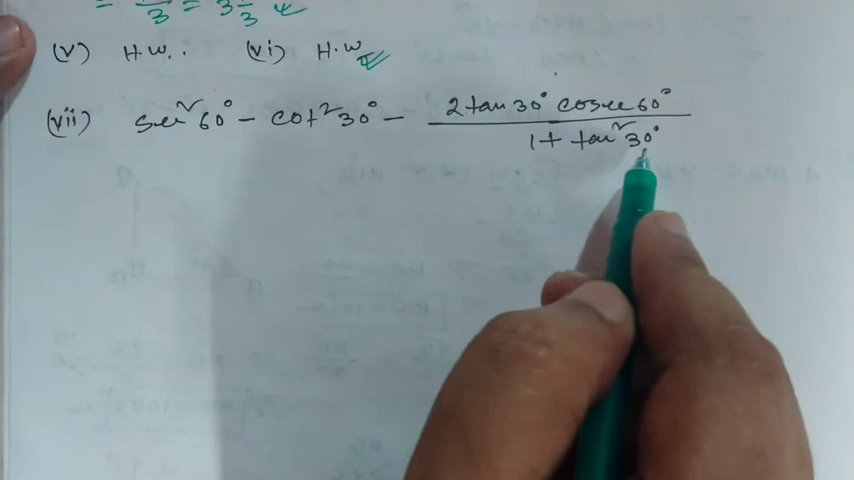 = /3 = 3 1/3
(v) H.W. . (vi) H.W
(vii) sec²60° - cot²30° - 2tan30° cosec60° / 1 + tan²30°